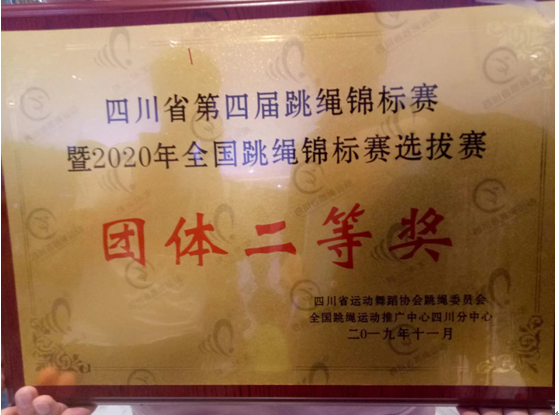 四川省第四届跳绳锦标赛
暨2020年全国跳绳锦标赛选拔赛
团体二等奖
四川省运动舞蹈协会跳绳委员会
全国跳绳运动推广中心四川分中心
二〇一九年十一月